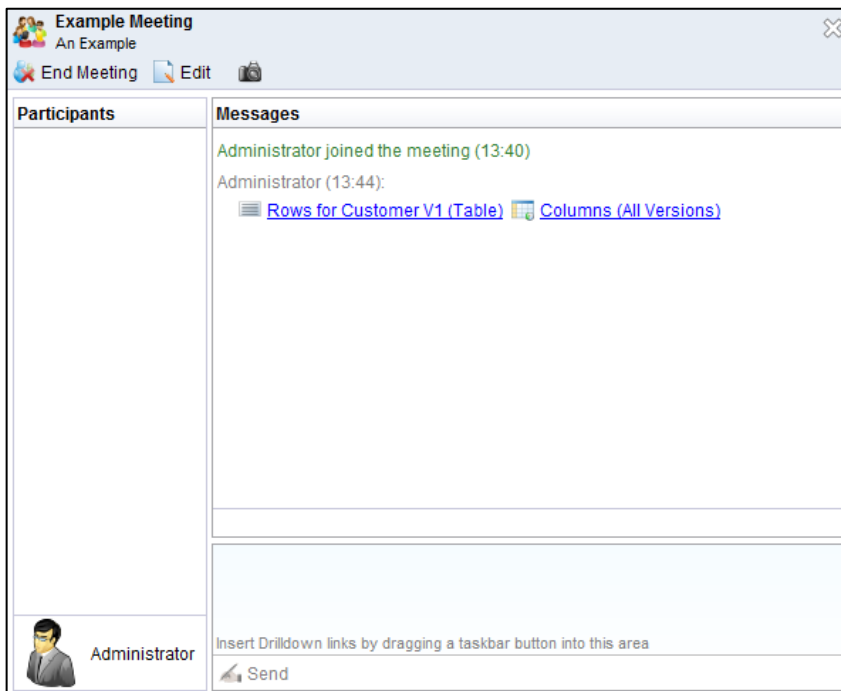 Example Meeting
An Example
End Meeting Edit
Participants
Messages
Administrator joined the meeting (13:40)
Administrator (13:44):
Rows for Customer V1 (Table) Columns (All Versions)
Administrator
Insert Drilldown links by dragging a taskbar button into this area
Send